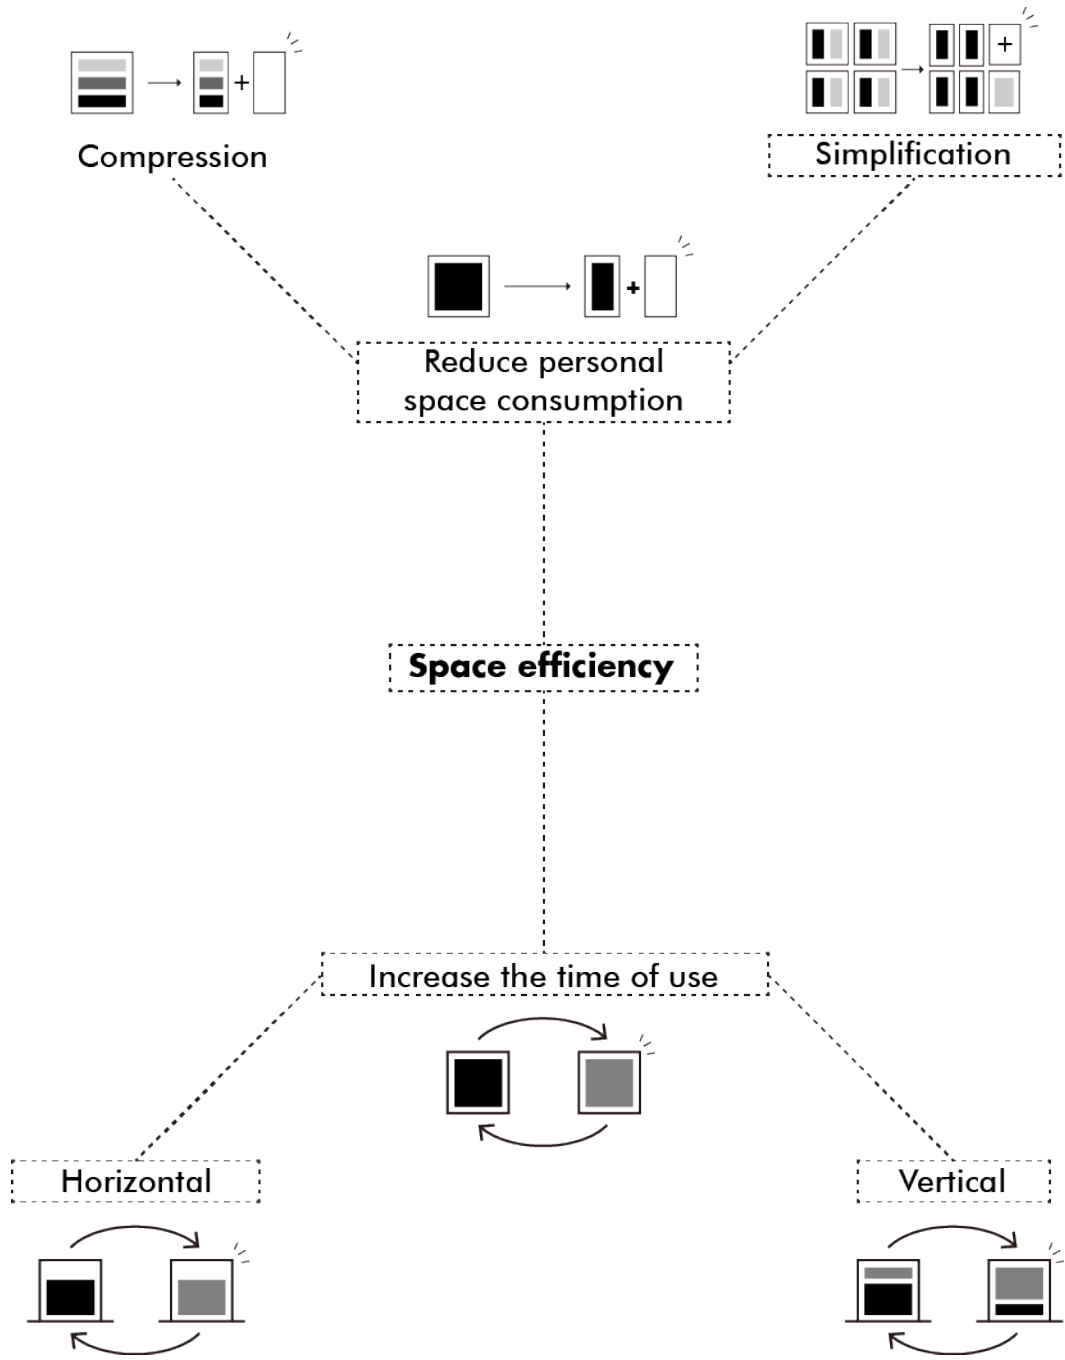 +
+
Compression
Simplification
+
Reduce personal
space consumption
Space efficiency
Increase the time of use
Horizontal
Vertical